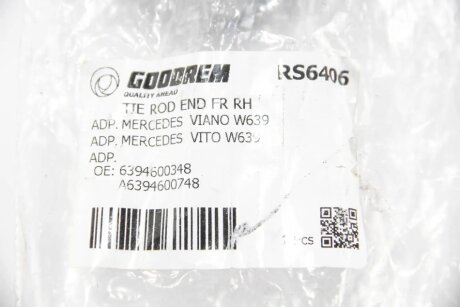 GOODREM
QUALITY AHEAD
RS6406
TIE ROD END FR RH
ADP. MERCEDES VIANO W639
ADP. MERCEDES VITO W639
ADP.
OE: 6394600348
A6394600748
PCS